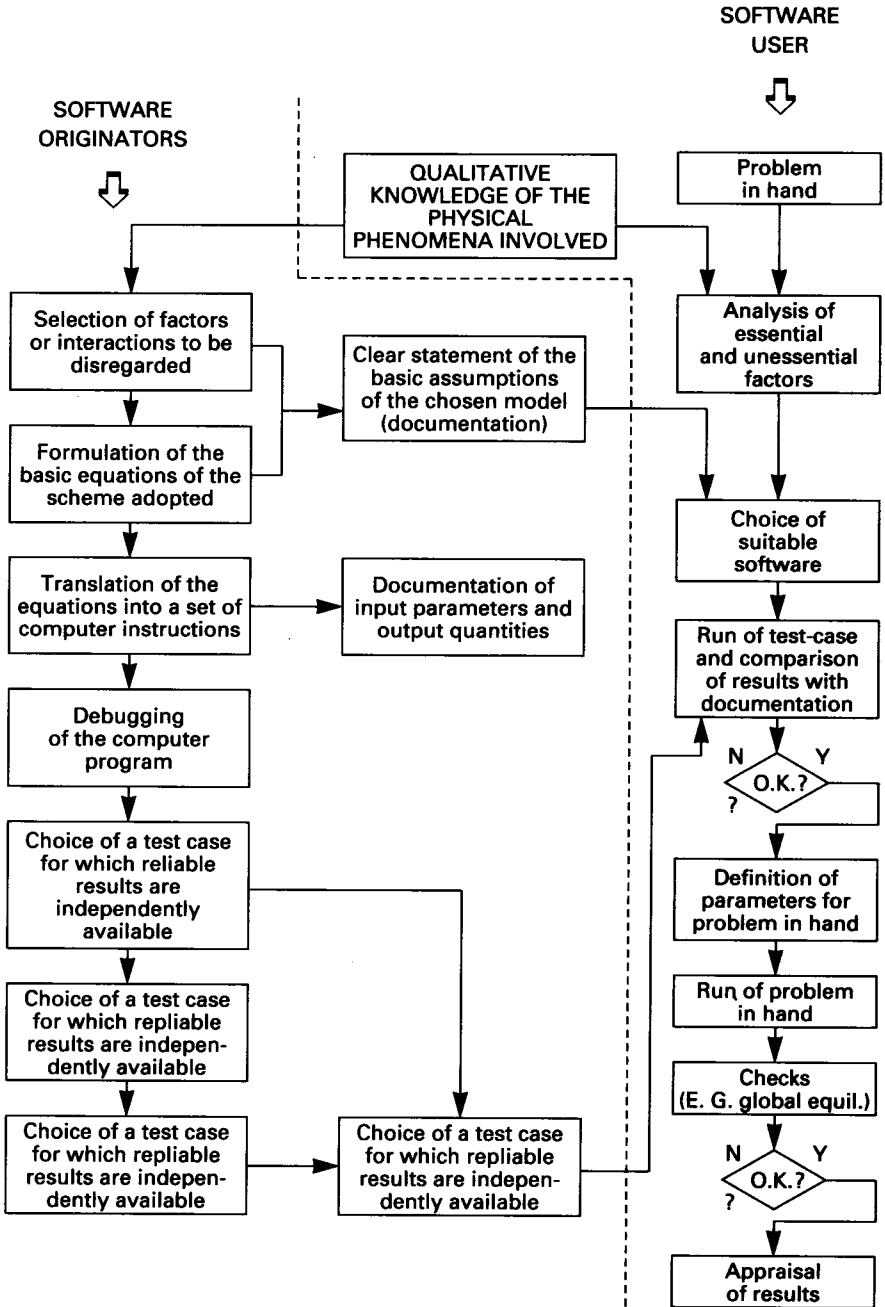 SOFTWARE
USER
SOFTWARE
ORIGINATORS
QUALITATIVE
KNOWLEDGE OF THE
PHYSICAL
PHENOMENA INVOLVED
Problem
in hand
Selection of factors
or interactions to be
disregarded
Clear statement of the
basic assumptions
of the chosen model
(documentation)
Analysis of
essential
and unessential
factors
Formulation of the
basic equations of the
scheme adopted
Choice of
suitable
software
Translation of the
equations into a set of
computer instructions
Documentation of
input parameters and
output quantities
Run of test-case
and comparison
of results with
documentation
Debugging
of the computer
program
N Y
O.K.?
?
Choice of a test case
for which reliable
results are
independently
available
Definition of
parameters for
problem in hand
Choice of a test case
for which repliable
results are indepen-
dently available
Run of problem
in hand
Checks
(E. G. global equil.)
Choice of a test case
for which repliable
results are indepen-
dently available
Choice of a test case
for which repliable
results are indepen-
dently available
N Y
O.K.?
?
Appraisal
of results